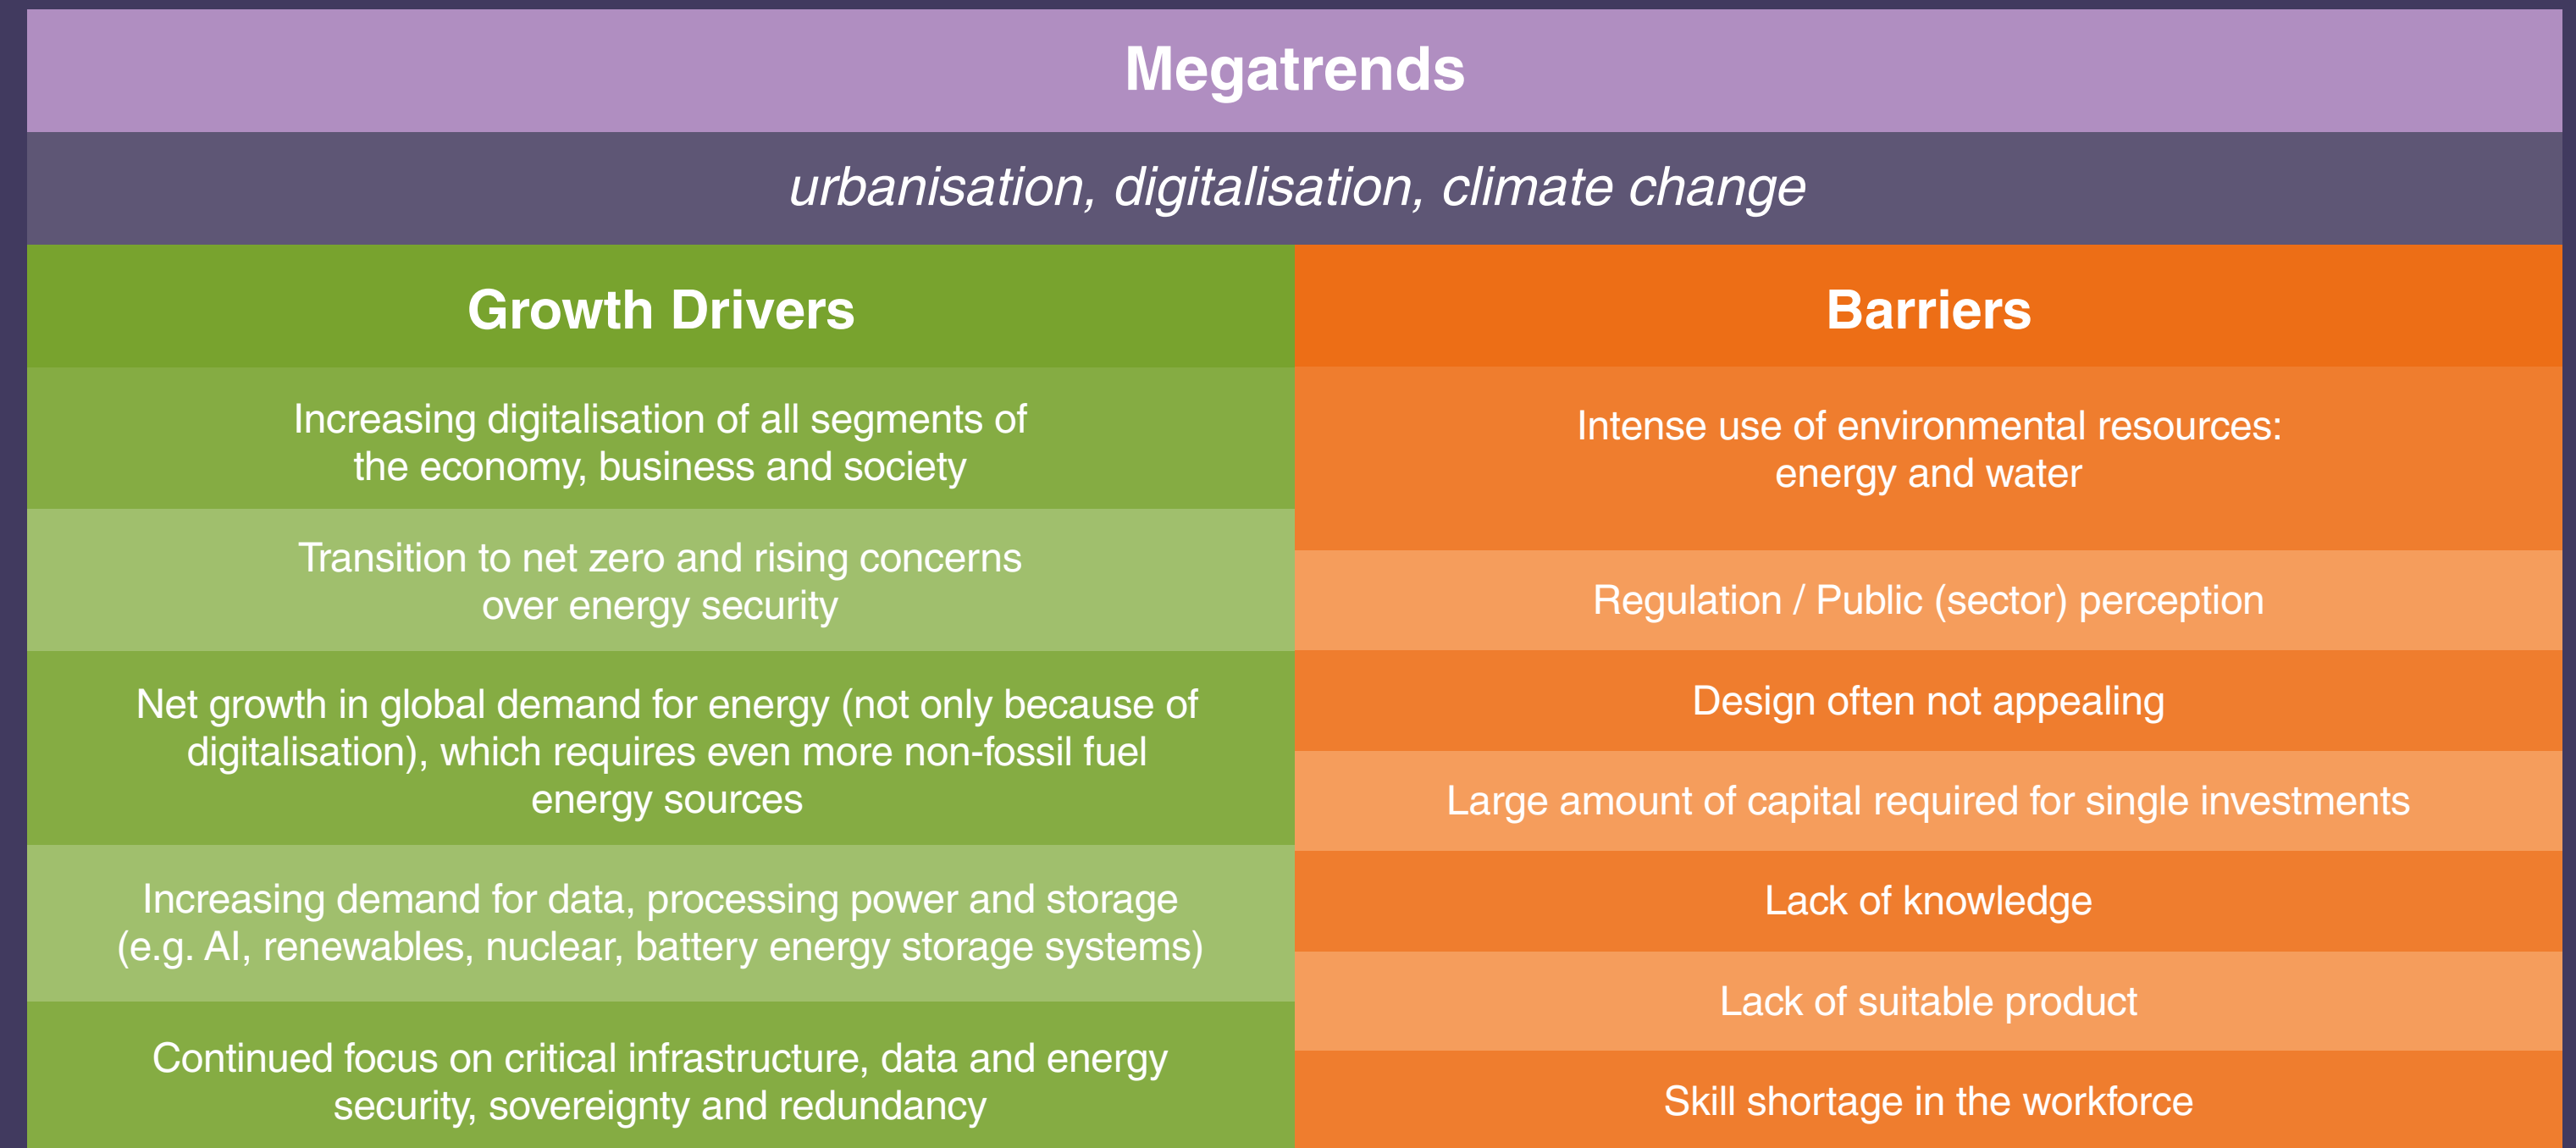 Megatrends
urbanisation, digitalisation, climate change
Growth Drivers
Increasing digitalisation of all segments of
the economy, business and society
Transition to net zero and rising concerns
over energy security
Net growth in global demand for energy (not only because of
digitalisation), which requires even more non-fossil fuel
energy sources
Increasing demand for data, processing power and storage
(e.g. AI, renewables, nuclear, battery energy storage systems)
Continued focus on critical infrastructure, data and energy
security, sovereignty and redundancy
Barriers
Intense use of environmental resources:
energy and water
Regulation / Public (sector) perception
Design often not appealing
Large amount of capital required for single investments
Lack of knowledge
Lack of suitable product
Skill shortage in the workforce